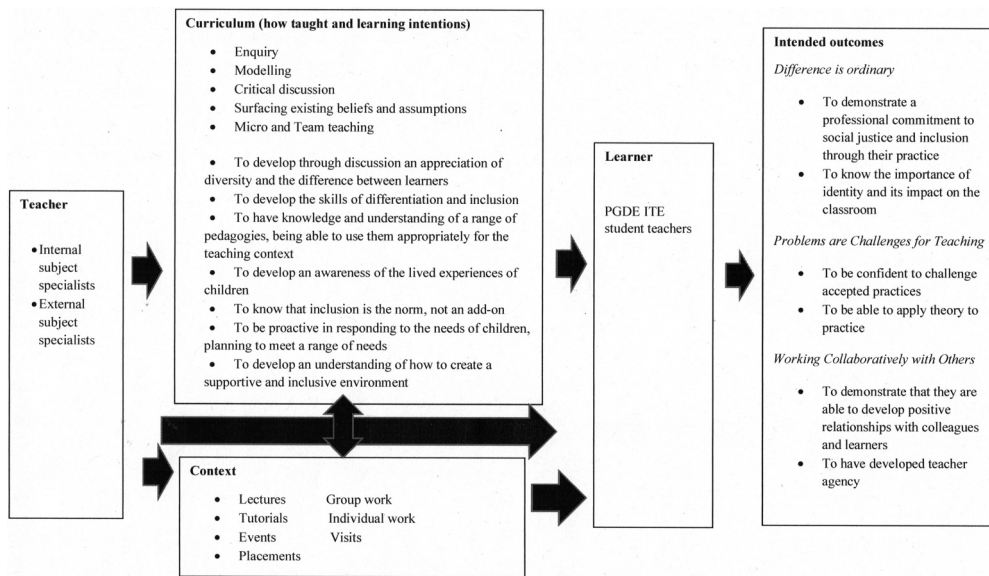 Teacher
• Internal
subject
specialists
• External
subject
specialists
Curriculum (how taught and learning intentions)
• Enquiry
• Modelling
• Critical discussion
• Surfacing existing beliefs and assumptions
• Micro and Team teaching
• To develop through discussion an appreciation of
diversity and the difference between learners
• To develop the skills of differentiation and inclusion
• To have knowledge and understanding of a range of
pedagogies, being able to use them appropriately for the
teaching context
• To develop an awareness of the lived experiences of
children
• To know that inclusion is the norm, not an add-on
• To be proactive in responding to the needs of children,
planning to meet a range of needs
• To develop an understanding of how to create a
supportive and inclusive environment
Context
• Lectures Group work
• Tutorials Individual work
• Events Visits
• Placements
Learner
PGDE ITE
student teachers
Intended outcomes
Difference is ordinary
• To demonstrate a
professional commitment to
social justice and inclusion
through their practice
• To know the importance of
identity and its impact on the
classroom
Problems are Challenges for Teaching
• To be confident to challenge
accepted practices
• To be able to apply theory to
practice
Working Collaboratively with Others
• To demonstrate that they are
able to develop positive
relationships with colleagues
and learners
• To have developed teacher
agency